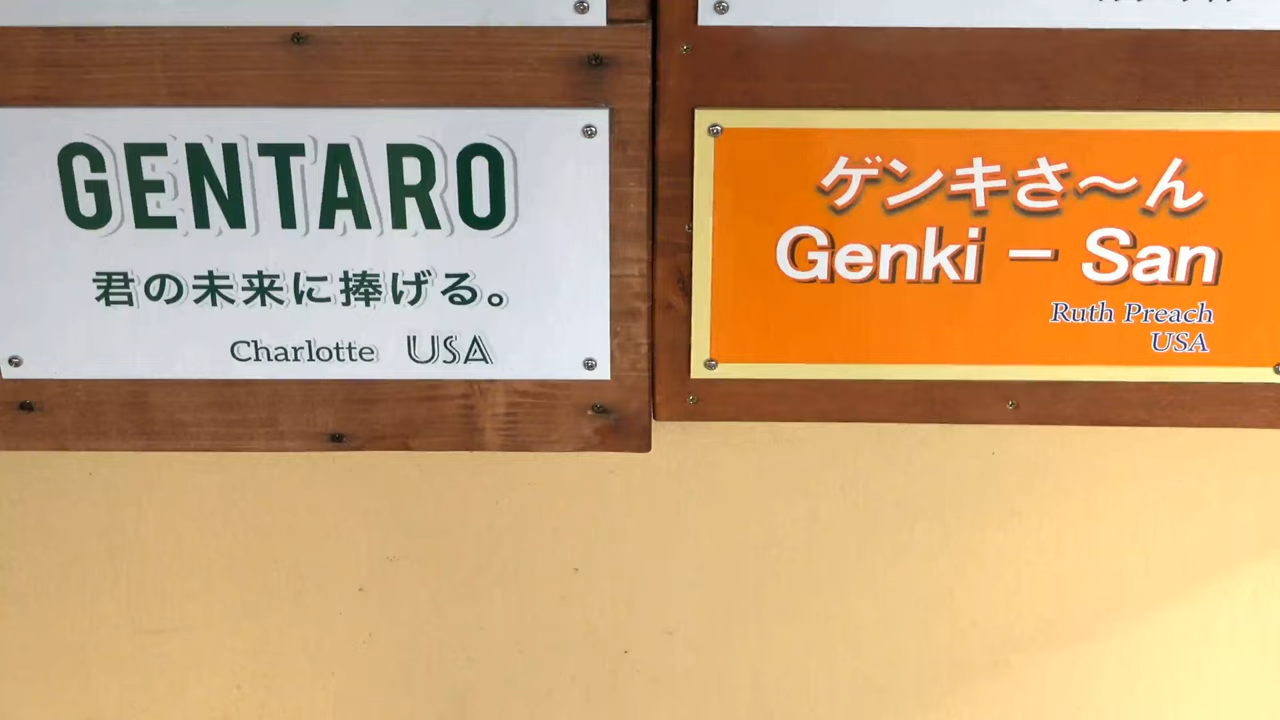 GENTARO
君の未来に捧げる。
Charlotte USA
ゲンキさ～ん
Genki - San
Ruth Preach
USA